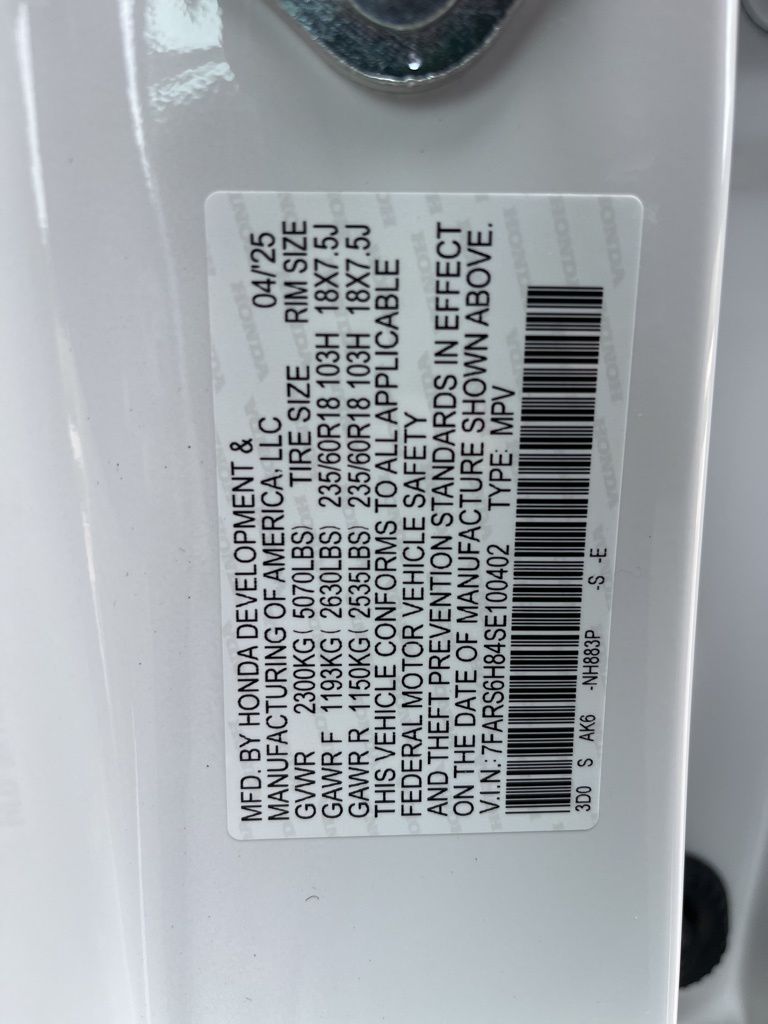 MFD. BY HONDA DEVELOPMENT &
MANUFACTURING OF AMERICA, LLC 04/'25
GVWR 2300KG( 5070LBS) TIRE SIZE RIM SIZE
GAWR F 1193KG( 2630LBS) 235/60R18 103H 18X7.5J
GAWR R 1150KG( 2535LBS) 235/60R18 103H 18X7.5J
THIS VEHICLE CONFORMS TO ALL APPLICABLE
FEDERAL MOTOR VEHICLE SAFETY
AND THEFT PREVENTION STANDARDS IN EFFECT
ON THE DATE OF MANUFACTURE SHOWN ABOVE.
V.I.N.: 7FARS6H84SE100402 TYPE: MPV
3D0 S AK6 -NH883P -S -E